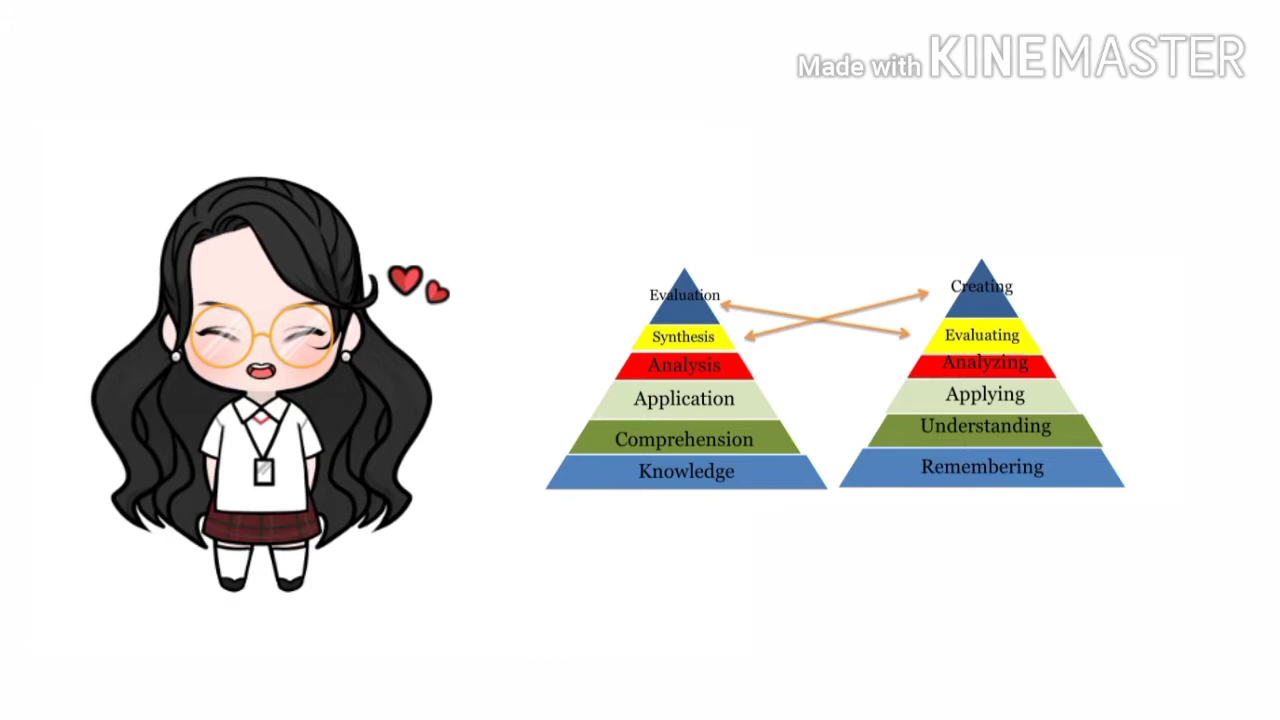 Made with KINEMASTER
Evaluation
Synthesis
Analysis
Application
Comprehension
Knowledge
Creating
Evaluating
Analyzing
Applying
Understanding
Remembering